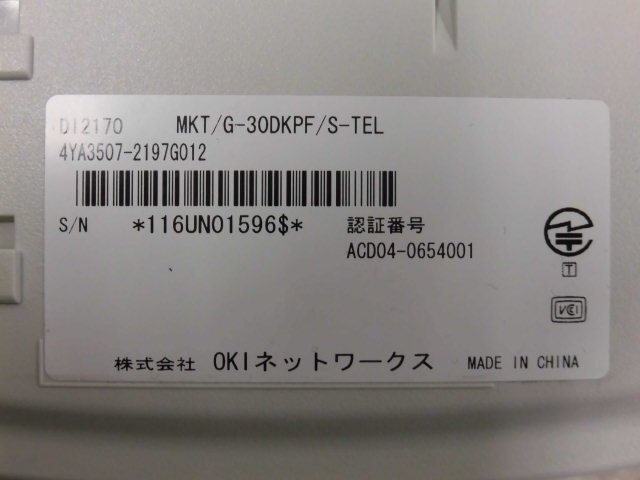 DI2170 MKT/G-30DKPF/S-TEL
4YA3507-2197G012
S/N *116UN01596$* 認証番号
ACD04-0654001
T
VCI
株式会社 OKIネットワークス MADE IN CHINA